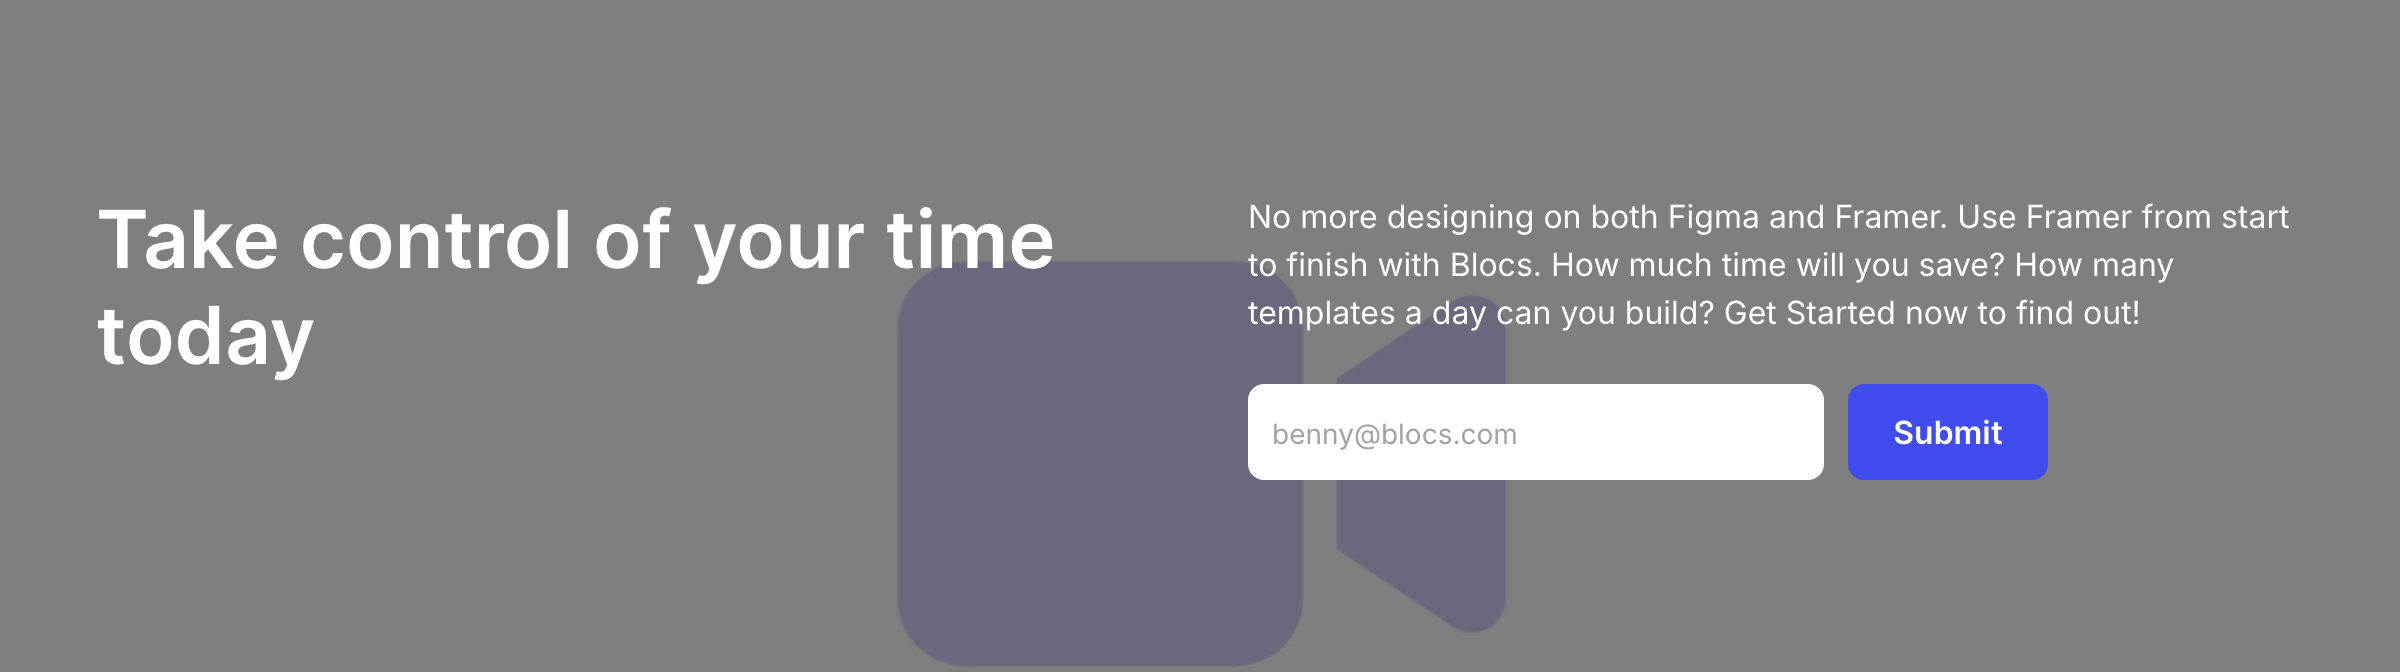 Take control of your time
today
No more designing on both Figma and Framer. Use Framer from start
to finish with Blocs. How much time will you save? How many
templates a day can you build? Get Started now to find out!
benny@blocs.com
Submit